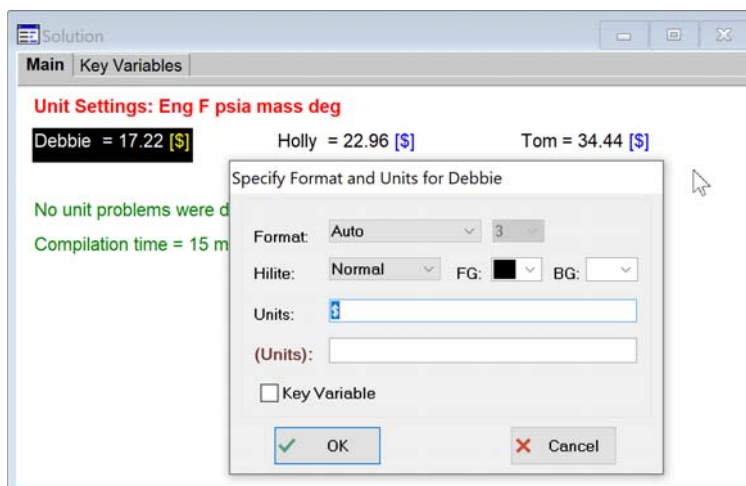 Solution
Main Key Variables
Unit Settings: Eng F psia mass deg
Debbie = 17.22 [$] Holly = 22.96 [$] Tom = 34.44 [$]
Specify Format and Units for Debbie
No unit problems were d
Compilation time = 15 m
Format: Auto 3
Hilite: Normal FG: BG:
Units: $
(Units):
Key Variable
OK Cancel